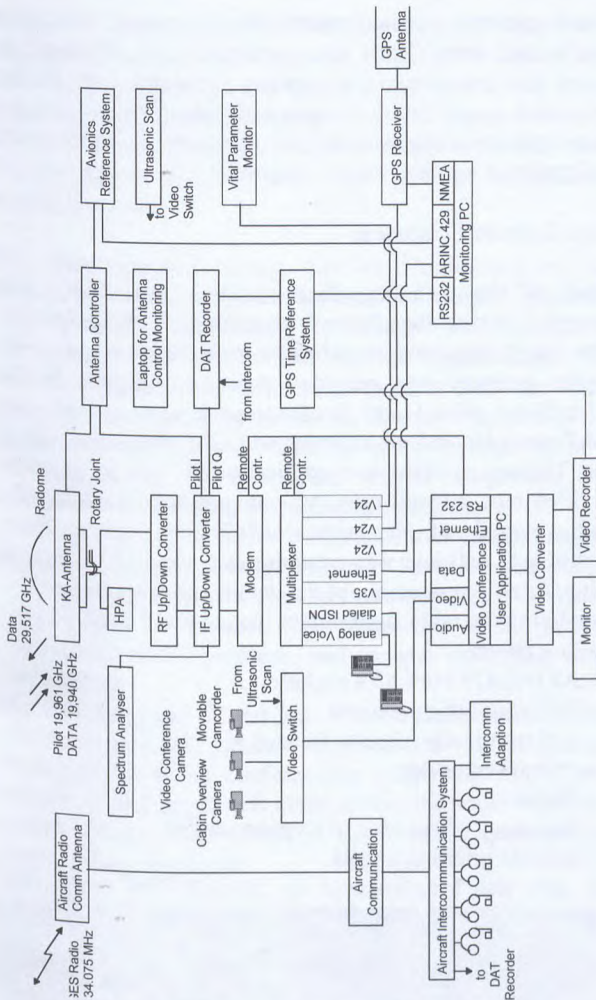 SES Radio
34.075 MHz
Aircraft Radio
Comm Antenna
Pilot 19,961 GHz
DATA 19,940 GHz
Data
29,517 GHz
Radome
KA-Antenna
Rotary Joint
HPA
Antenna Controller
Avionics
Reference System
Spectrum Analyser
RF Up/Down Converter
IF Up/Down Converter
Pilot I
Pilot Q
Laptop for Antenna
Control Monitoring
DAT Recorder
from Intercom
Ultrasonic Scan
to
Video
Switch
Video Conference
Camera
Cabin Overview
Camera
Movable
Camcorder
From
Ultrasonic
Scan
Video Switch
Modem
Remote
Contr.
Multiplexer
Remote
Contr.
GPS Time Reference
System
Vital Parameter
Monitor
analog Voice
dialed ISDN
V35
Ethernet
V24
V24
V24
GPS Receiver
GPS
Antenna
Aircraft
Communication
Audio
Video
Data
Ethernet
RS 232
Video Conference
User Application PC
RS232
ARINC 429
NMEA
Monitoring PC
Aircraft Intercommmunication System
Intercomm
Adaption
Video Converter
to
DAT
Recorder
Monitor
Video Recorder